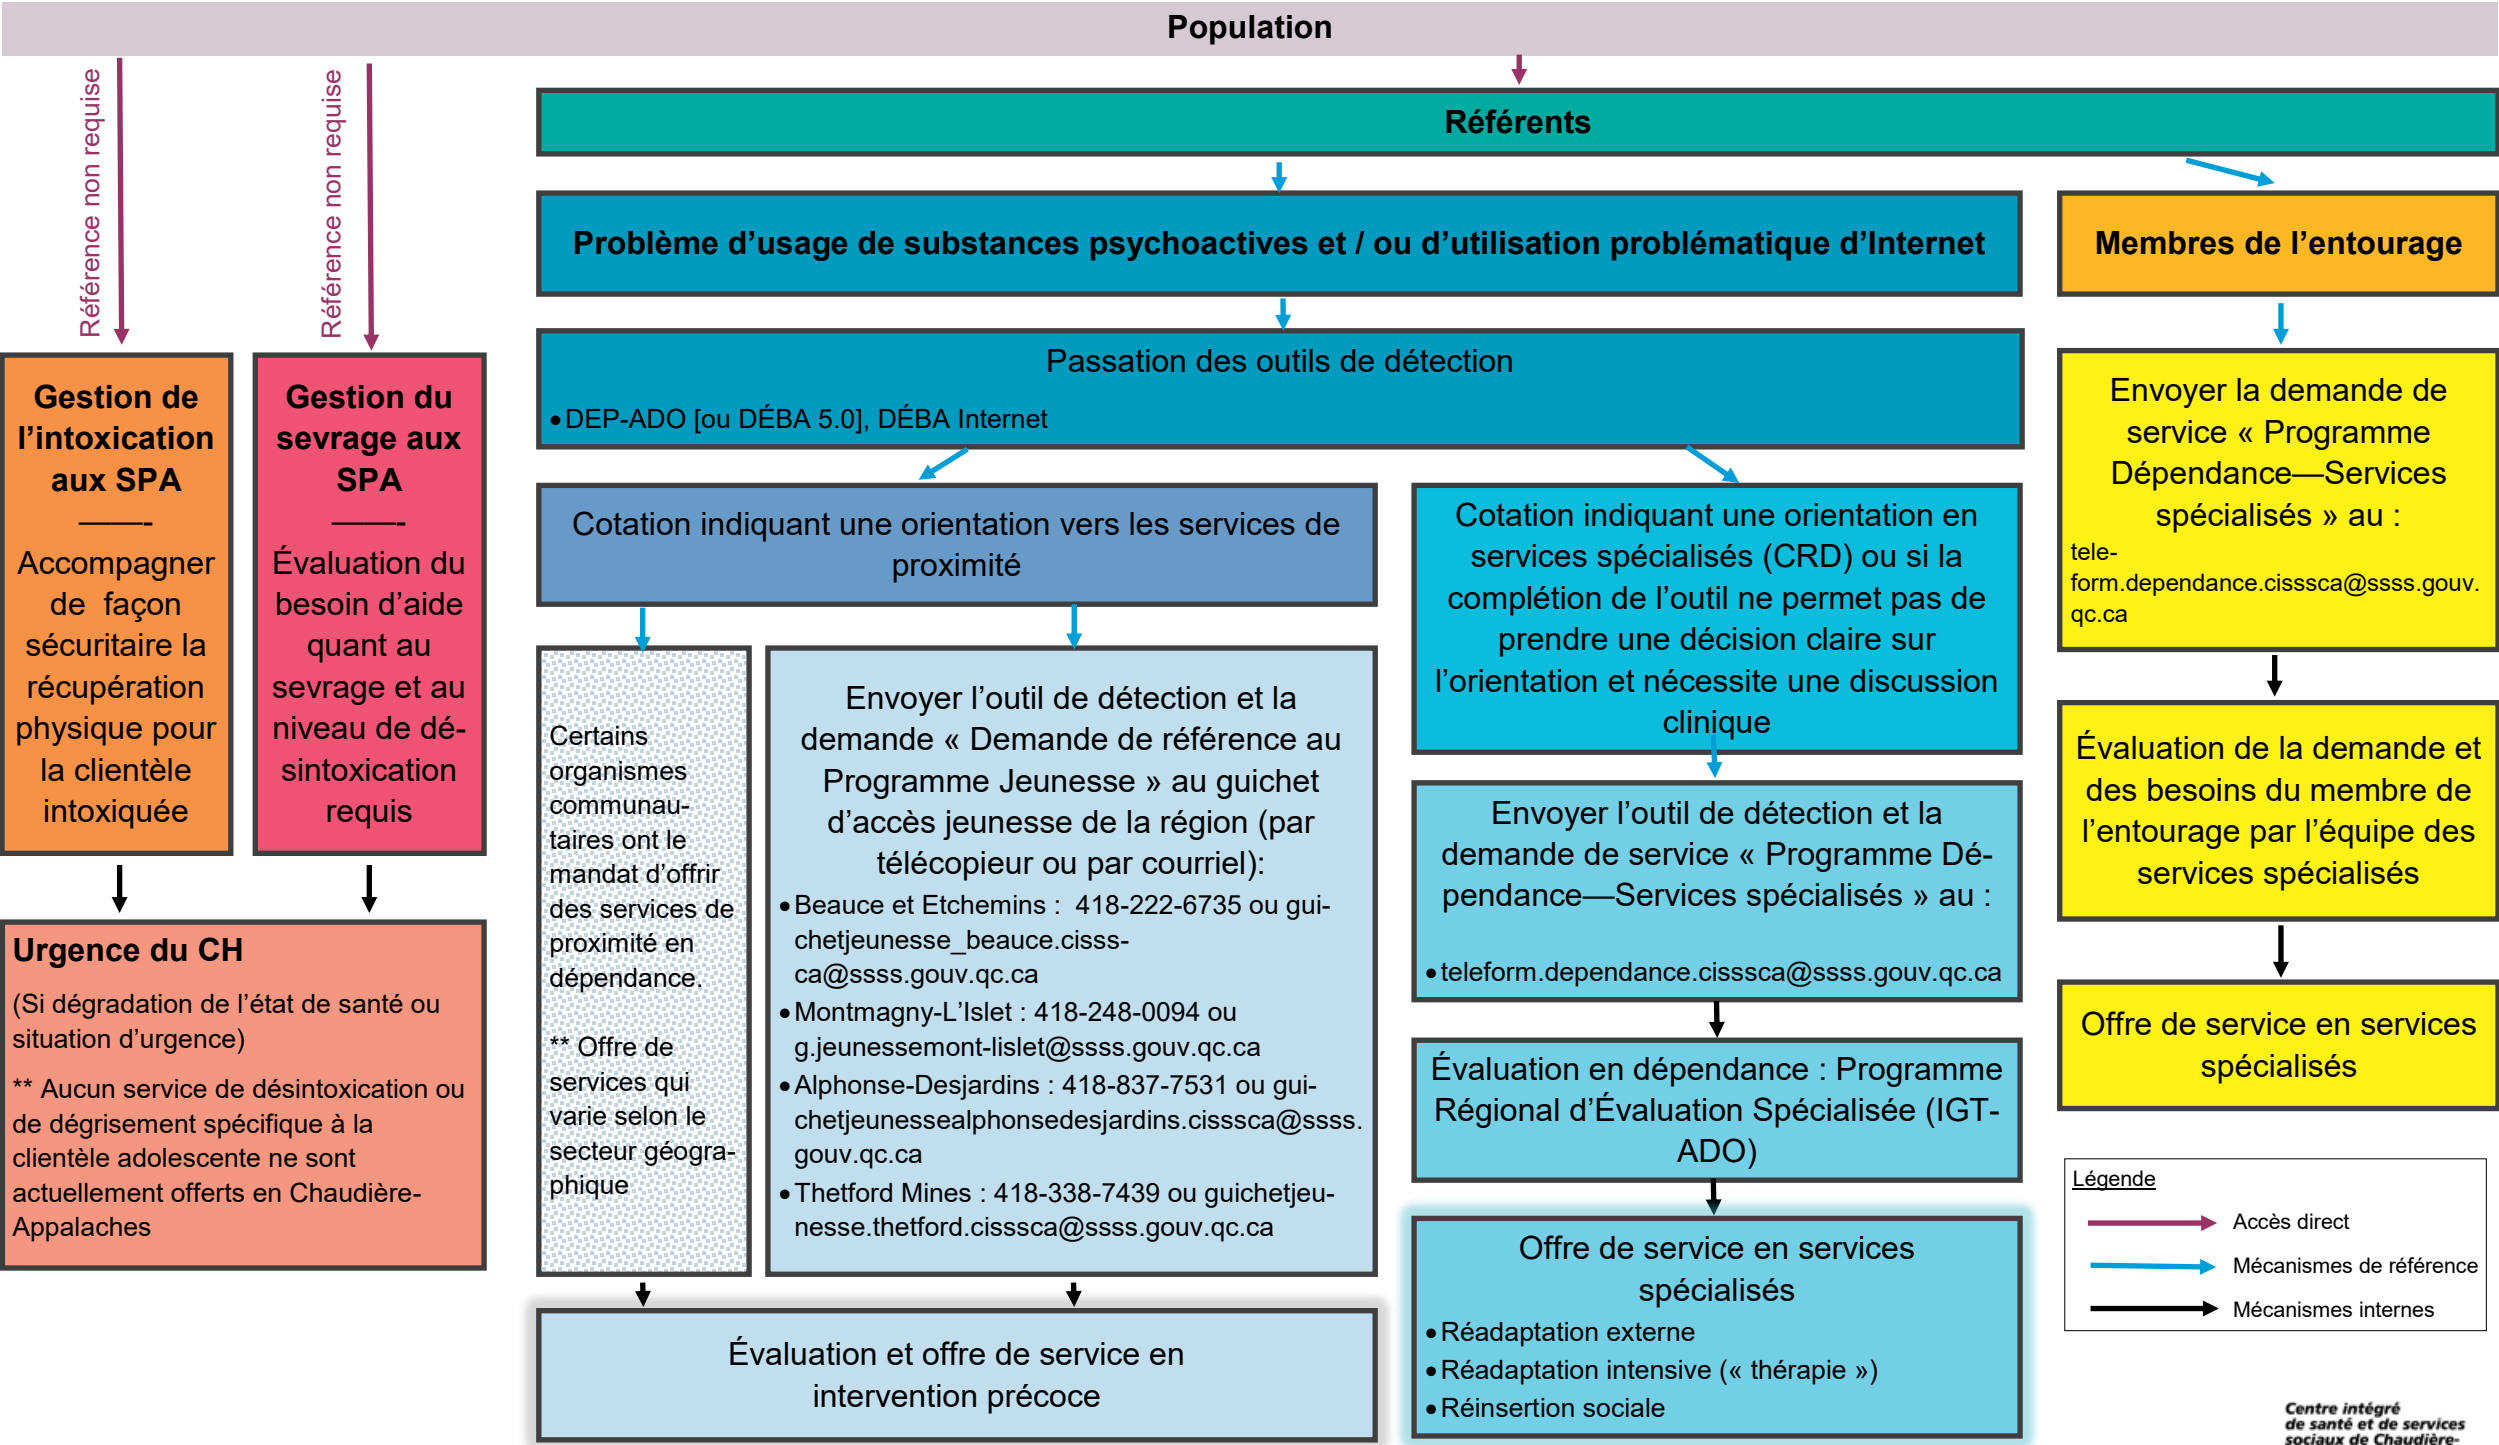 Population
Référence non requise
Référence non requise
Référents
Problème d’usage de substances psychoactives et / ou d’utilisation problématique d’Internet
Membres de l’entourage
Passation des outils de détection
• DEP-ADO [ou DÉBA 5.0], DÉBA Internet
Gestion de
l’intoxication
aux SPA
——-
Accompagner
de façon
sécuritaire la
récupération
physique pour
la clientèle
intoxiquée
Gestion du
sevrage aux
SPA
——-
Évaluation du
besoin d’aide
quant au
sevrage et au
niveau de dé-
sintoxication
requis
Urgence du CH
(Si dégradation de l’état de santé ou
situation d’urgence)
** Aucun service de désintoxication ou
de dégrisement spécifique à la
clientèle adolescente ne sont
actuellement offerts en Chaudière-
Appalaches
Cotation indiquant une orientation vers les services de
proximité
Certains
organismes
communau-
taires ont le
mandat d’offrir
des services de
proximité en
dépendance.
** Offre de
services qui
varie selon le
secteur géogra-
phique
Envoyer l’outil de détection et la
demande « Demande de référence au
Programme Jeunesse » au guichet
d’accès jeunesse de la région (par
télécopieur ou par courriel):
• Beauce et Etchemins : 418-222-6735 ou gui-
chetjeunesse_beauce.cisss-
ca@ssss.gouv.qc.ca
• Montmagny-L’Islet : 418-248-0094 ou
g.jeunessemont-lislet@ssss.gouv.qc.ca
• Alphonse-Desjardins : 418-837-7531 ou gui-
chetjeunessealphonsedesjardins.cisssca@ssss.
gouv.qc.ca
• Thetford Mines : 418-338-7439 ou guichetjeu-
nesse.thetford.cisssca@ssss.gouv.qc.ca
Évaluation et offre de service en
intervention précoce
Cotation indiquant une orientation en
services spécialisés (CRD) ou si la
complétion de l’outil ne permet pas de
prendre une décision claire sur
l’orientation et nécessite une discussion
clinique
Envoyer l’outil de détection et la
demande de service « Programme Dé-
pendance—Services spécialisés » au :
• teleform.dependance.cisssca@ssss.gouv.qc.ca
Évaluation en dépendance : Programme
Régional d’Évaluation Spécialisée (IGT-
ADO)
Offre de service en services
spécialisés
• Réadaptation externe
• Réadaptation intensive (« thérapie »)
• Réinsertion sociale
Envoyer la demande de
service « Programme
Dépendance—Services
spécialisés » au :
tele-
form.dependance.cisssca@ssss.gouv.
qc.ca
Évaluation de la demande et
des besoins du membre de
l’entourage par l’équipe des
services spécialisés
Offre de service en services
spécialisés
Légende
Accès direct
Mécanismes de référence
Mécanismes internes
Centre intégré
de santé et de services
sociaux de Chaudière-